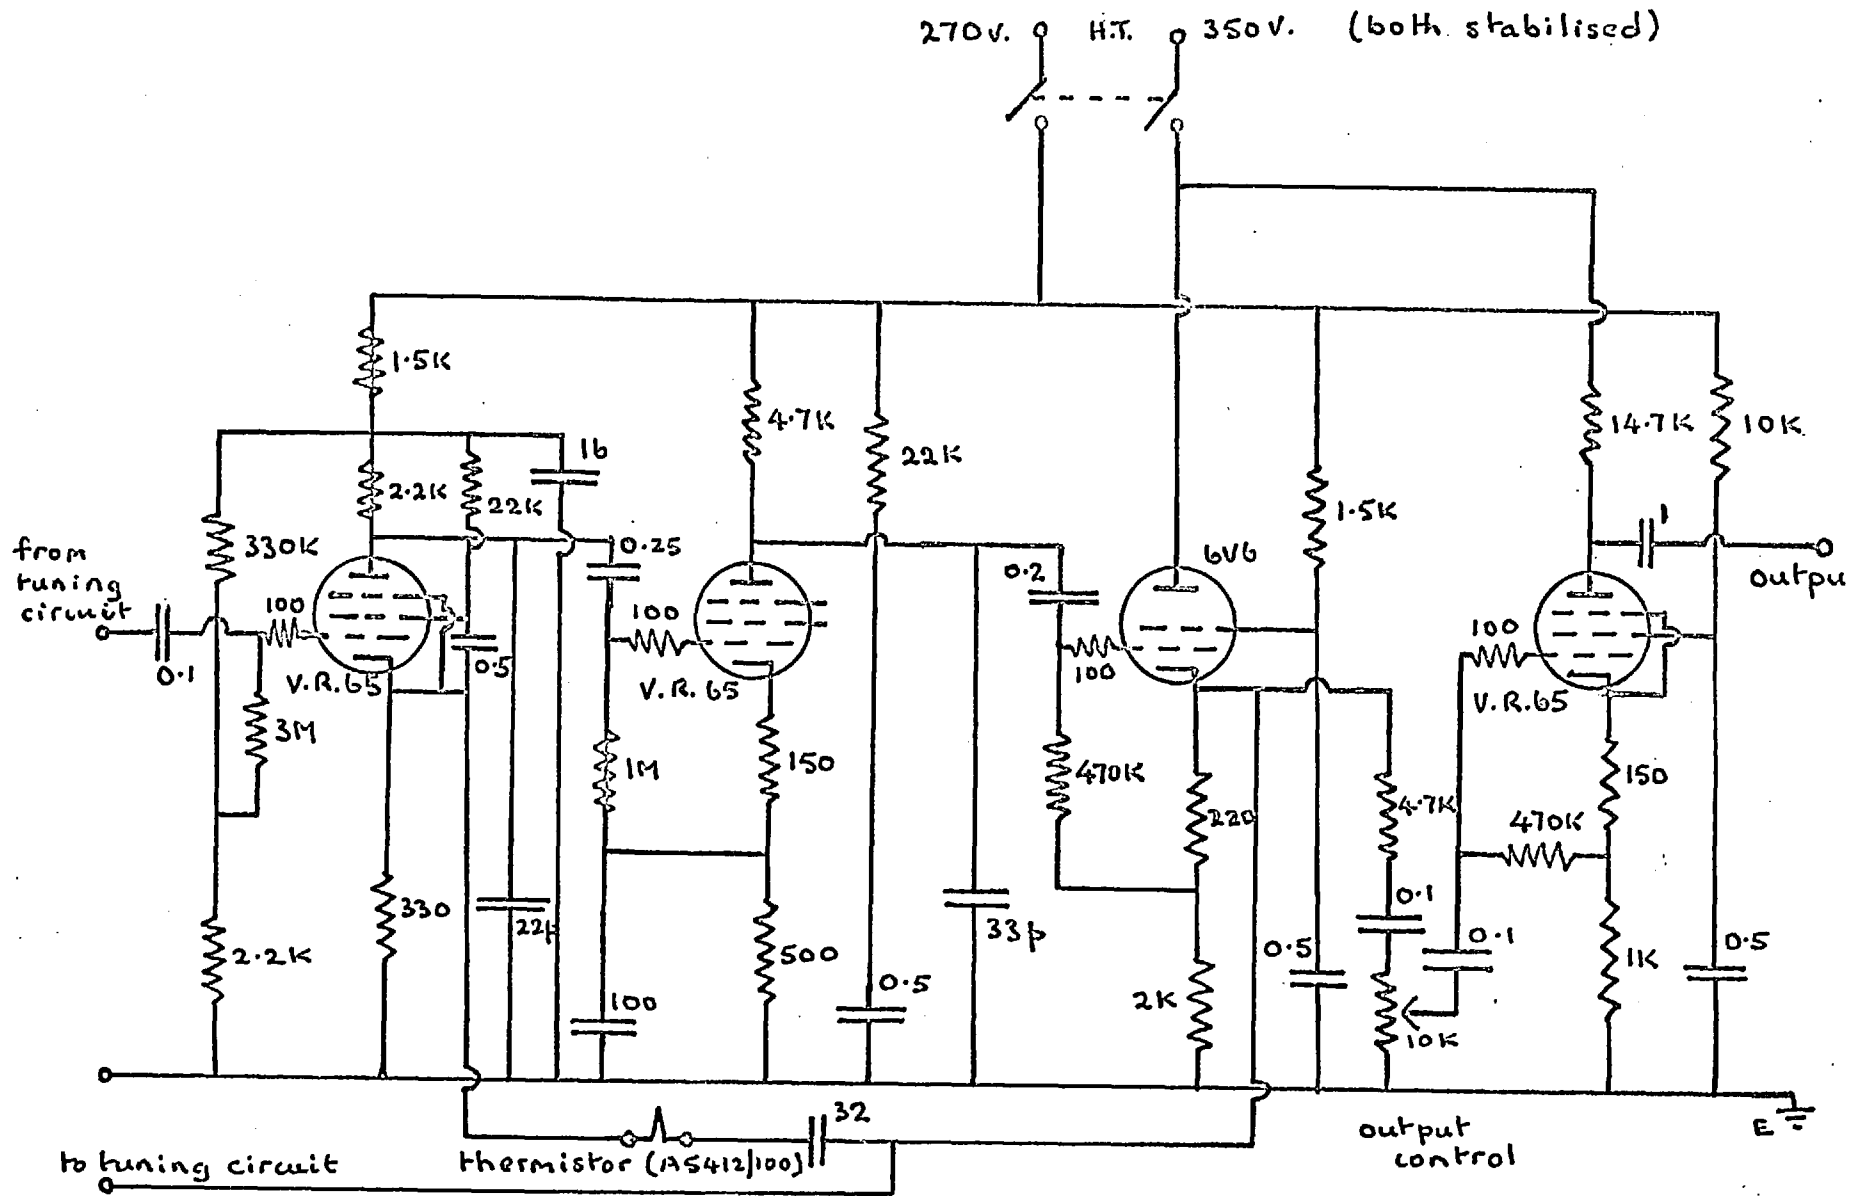 270v. H.T. 350V. (both stabilised)
1.5K
4.7K
22K
14.7K
10K
16
2.2K
22K
1.5K
330K
from
tuning
circuit
0.25
0.2
6V6
1
outpu
100
0.1
V.R.65
0.5
100
V.R.65
100
100
V.R.65
3M
1M
150
470K
220
4.7K
470K
150
330
22p
33p
0.1
0.1
0.5
0.5
2.2K
500
0.5
2K
1K
100
10K
32
output
control
E
to tuning circuit
thermistor (A5412/100)